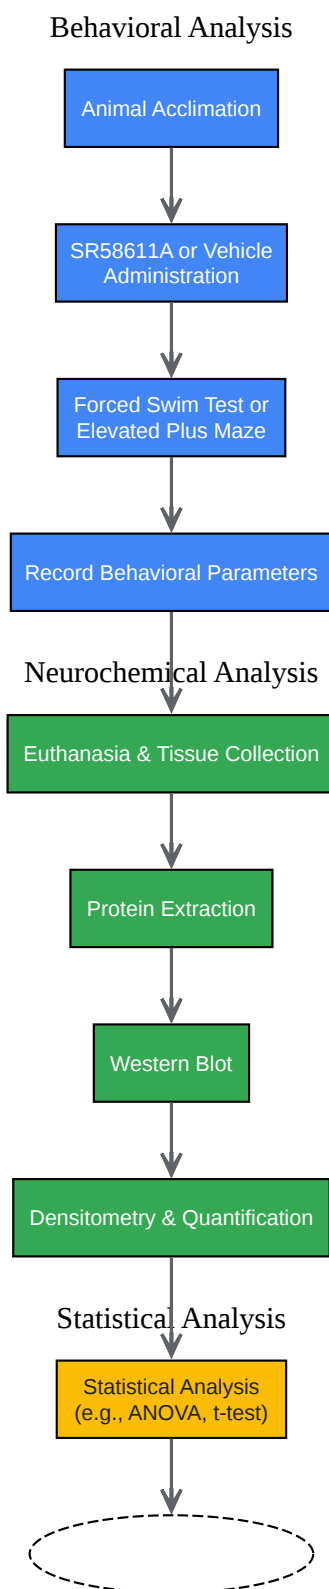 Behavioral Analysis
Animal Acclimation
SR58611A or Vehicle
Administration
Forced Swim Test or
Elevated Plus Maze
Record Behavioral Parameters
Neurochemical Analysis
Euthanasia & Tissue Collection
Protein Extraction
Western Blot
Densitometry & Quantification
Statistical Analysis
Statistical Analysis
(e.g., ANOVA, t-test)